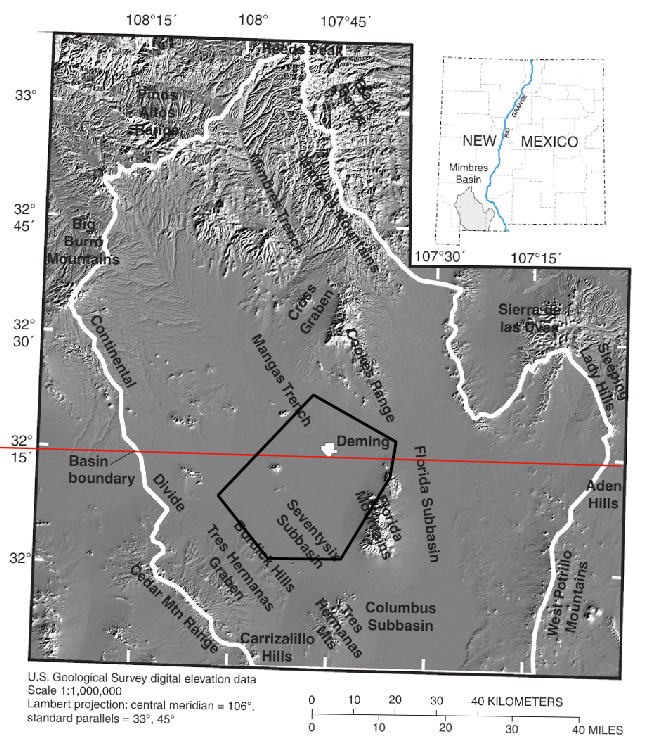 108°15´ 108° 107°45´
Reeds Peak
33°
Pinos
Altos
Range
NEW MEXICO
RIO GRANDE
Mimbres
Basin
Mimbres Trench
Mimbres Mountains
32°
45´
Big
Burro
Mountains
107°30´ 107°15´
Cross
Graben
Sierra de
las Uvas
32°
30´
Continental
Mangas Trench
Cookes Range
Sleeping
Lady Hills
32°
15´
Deming
Basin
boundary
Divide
Florida Subbasin
Aden
Hills
Seventysix
Subbasin
Florida
Mountains
32°
Burdick Hills
Tres Hermanas
Graben
Cedar Mtn Range
Tres
Hermanas
Mts
Columbus
Subbasin
West Potrillo
Mountains
Carrizalillo
Hills
U.S. Geological Survey digital elevation data
Scale 1:1,000,000
Lambert projection: central meridian = 106°,
standard parallels = 33°, 45°
0 10 20 30 40 KILOMETERS
0 10 20 30 40 MILES